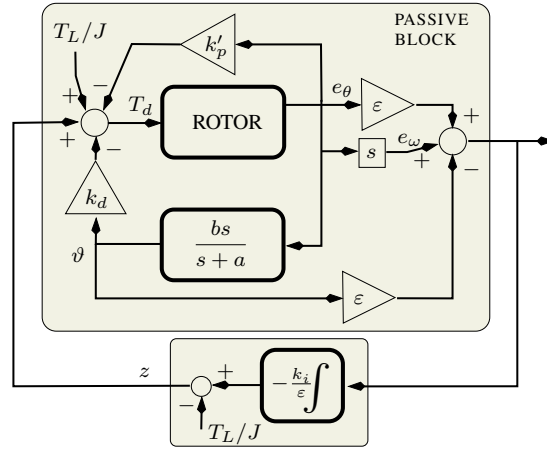 PASSIVE
BLOCK
T_L/J
k'_p
−
+
+
−
T_d
ROTOR
e_θ
ε
+
s
e_ω
+
−
k_d
ϑ
bs
s + a
ε
z
+
−
−k_i/ε ∫
T_L/J